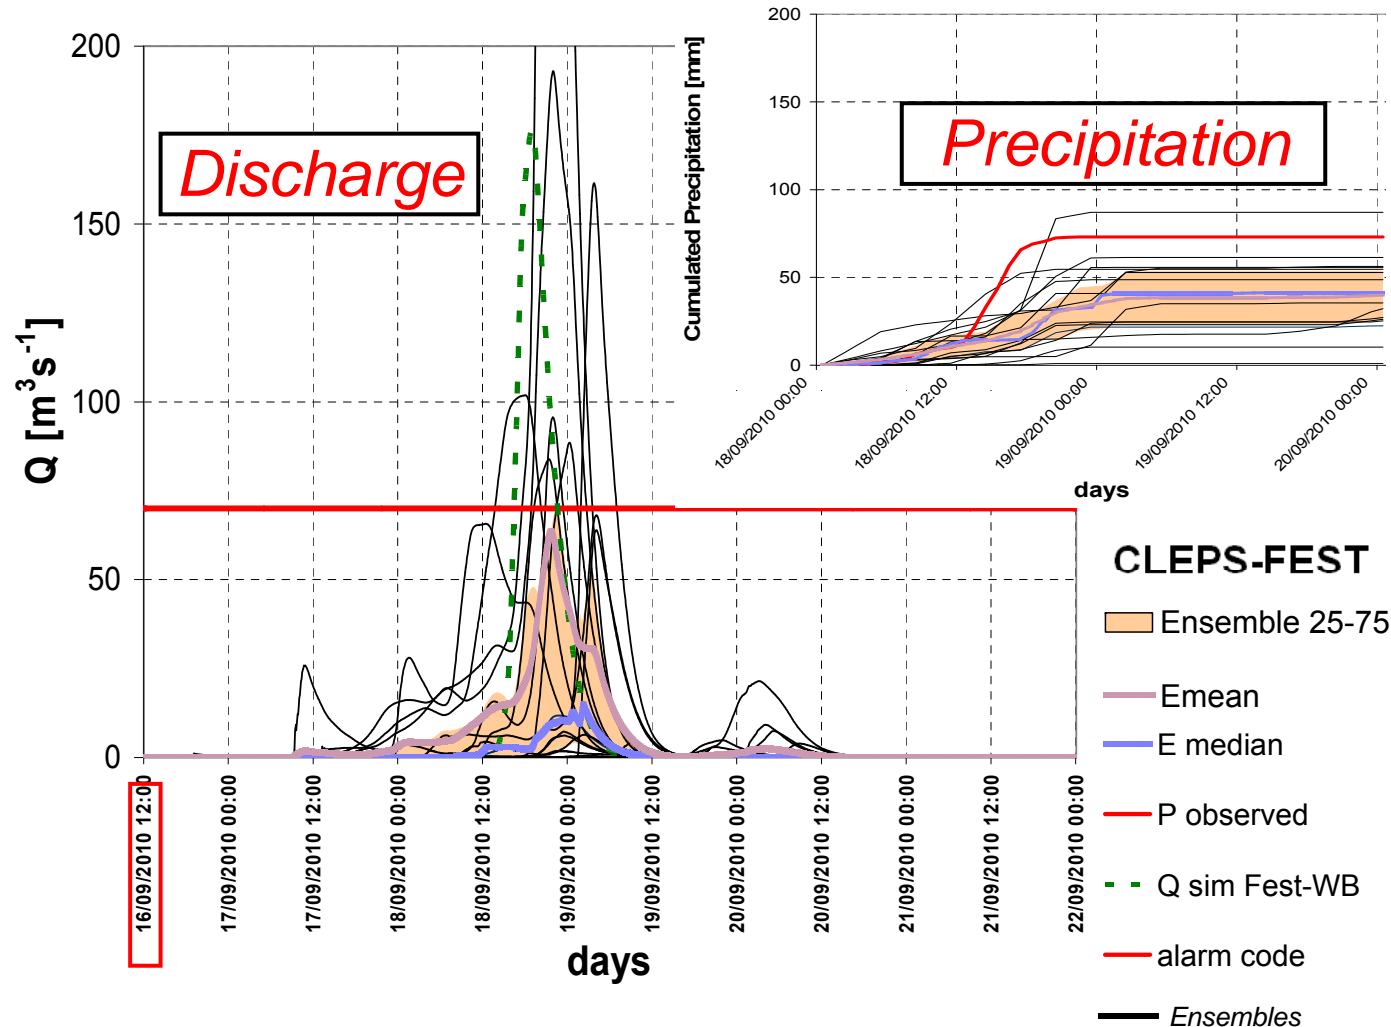 200
150
100
50
0
Q [m³s⁻¹]
Discharge
16/09/2010 12:00
17/09/2010 00:00
17/09/2010 12:00
18/09/2010 00:00
18/09/2010 12:00
19/09/2010 00:00
19/09/2010 12:00
20/09/2010 00:00
20/09/2010 12:00
21/09/2010 00:00
21/09/2010 12:00
22/09/2010 00:00
days
200
150
100
50
0
Cumulated Precipitation [mm]
Precipitation
18/09/2010 00:00
18/09/2010 12:00
19/09/2010 00:00
19/09/2010 12:00
20/09/2010 00:00
days
CLEPS-FEST
Ensemble 25-75
Emean
E median
P observed
Q sim Fest-WB
alarm code
Ensembles